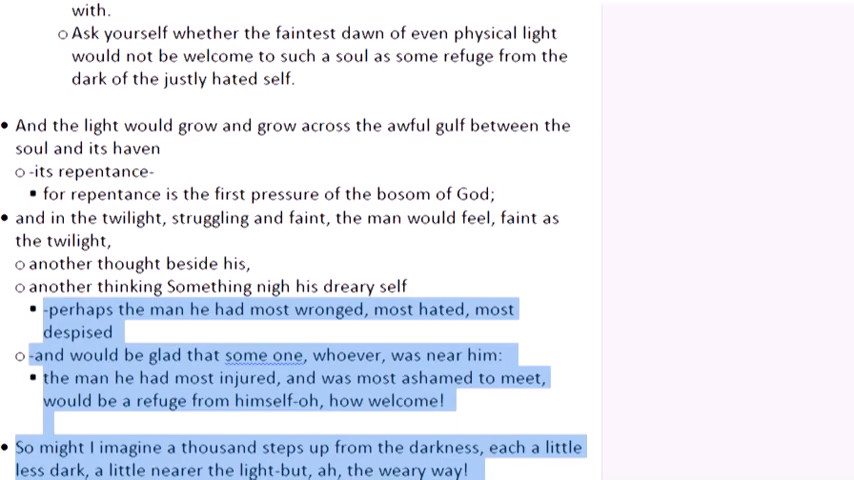 with.
○ Ask yourself whether the faintest dawn of even physical light
would not be welcome to such a soul as some refuge from the
dark of the justly hated self.
• And the light would grow and grow across the awful gulf between the
soul and its haven
○ -its repentance-
▪ for repentance is the first pressure of the bosom of God;
• and in the twilight, struggling and faint, the man would feel, faint as
the twilight,
○ another thought beside his,
○ another thinking Something nigh his dreary self
▪ -perhaps the man he had most wronged, most hated, most
despised
○ -and would be glad that some one, whoever, was near him:
▪ the man he had most injured, and was most ashamed to meet,
would be a refuge from himself-oh, how welcome!
• So might I imagine a thousand steps up from the darkness, each a little
less dark, a little nearer the light-but, ah, the weary way!